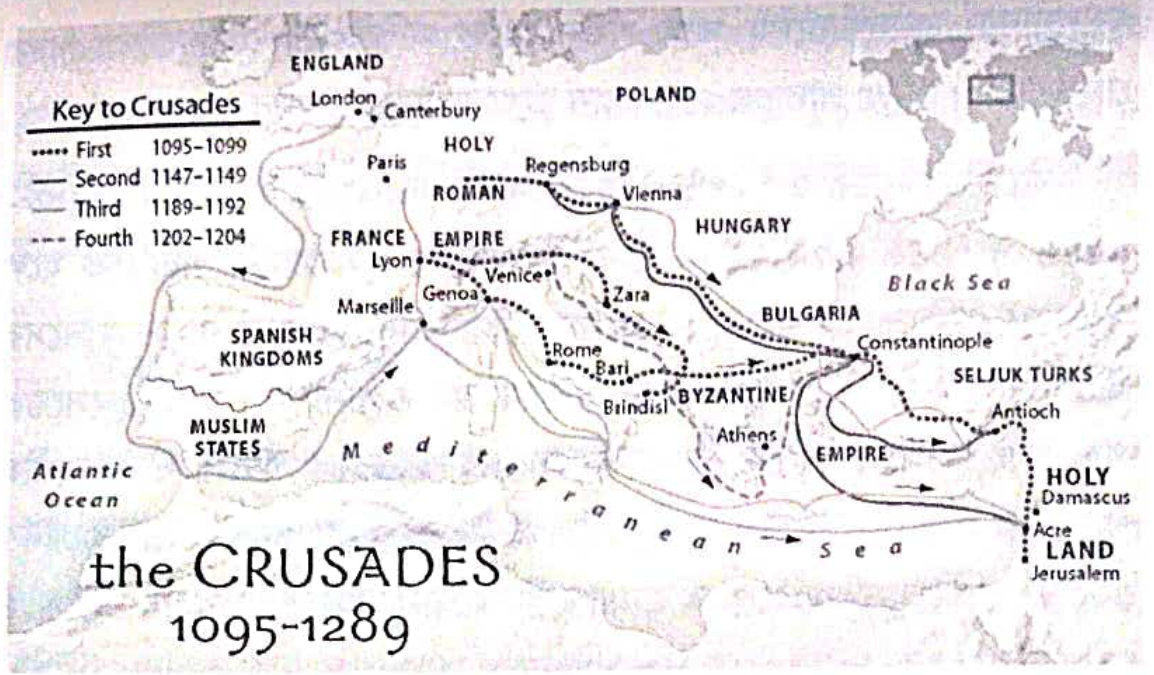 ENGLAND
London
Canterbury
POLAND
Key to Crusades
First 1095-1099
Second 1147-1149
Third 1189-1192
Fourth 1202-1204
HOLY
ROMAN
EMPIRE
Paris
Regensburg
Vienna
HUNGARY
FRANCE
Lyon
Venice
Genoa
Zara
Marseille
Black Sea
BULGARIA
Constantinople
SPANISH
KINGDOMS
Rome
Bari
Brindisi
BYZANTINE
EMPIRE
SELJUK TURKS
Antioch
MUSLIM
STATES
Athens
Mediterranean Sea
Atlantic
Ocean
HOLY
LAND
Damascus
Acre
Jerusalem
the CRUSADES
1095-1289